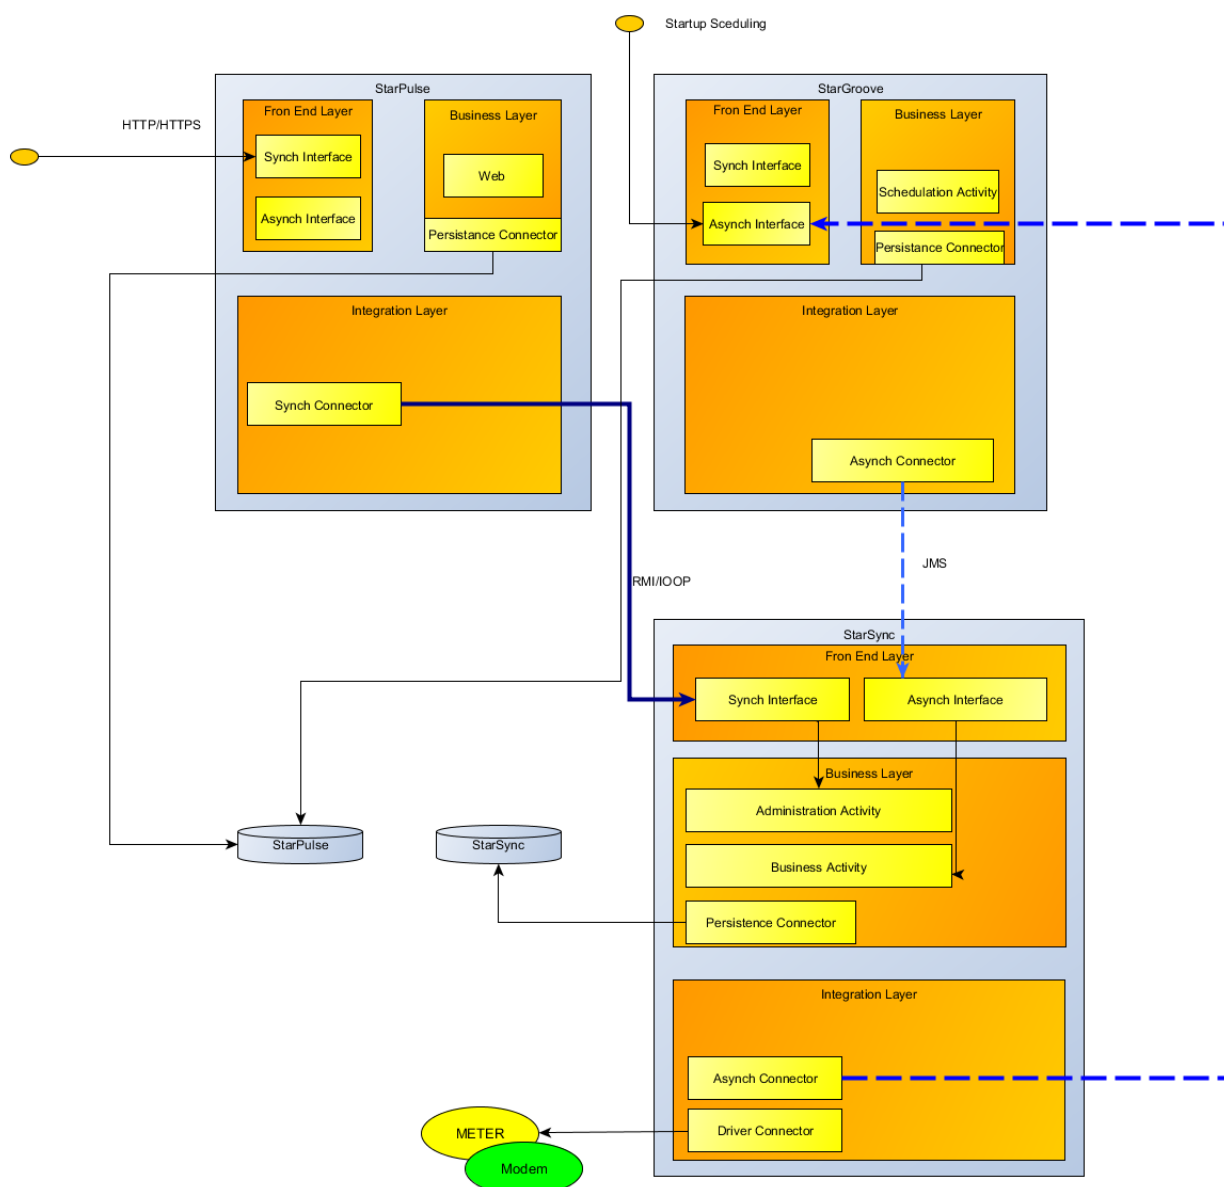 Startup Sceduling
StarPulse
Fron End Layer
Synch Interface
Asynch Interface
Business Layer
Web
Persistance Connector
HTTP/HTTPS
Integration Layer
Synch Connector
StarGroove
Fron End Layer
Synch Interface
Asynch Interface
Business Layer
Schedulation Activity
Persistance Connector
Integration Layer
Asynch Connector
JMS
RMI/IOOP
StarSync
Fron End Layer
Synch Interface
Asynch Interface
Business Layer
Administration Activity
Business Activity
Persistence Connector
StarPulse
StarSync
Integration Layer
Asynch Connector
Driver Connector
METER
Modem